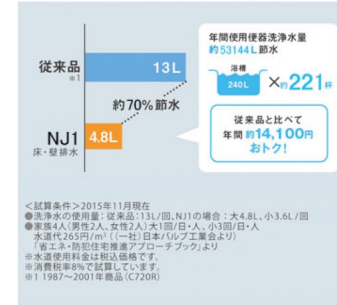 年間使用便器洗浄水量
約53144L節水
浴槽
240L ×約221杯
従来品
※1
13L
約70%節水
NJ1
床・壁排水
4.8L
従来品と比べて
年間約14,100円
おトク!
<試算条件>2015年11月現在
●洗浄水の使用量:従来品:13L/回、NJ1の場合:大4.8L、小3.6L/回
●家族4人(男性2人、女性2人)大1回/日・人、小3回/日・人
水道代265円/m³((一社)日本バルブ工業会より)
「省エネ・防犯住宅推進アプローチブック」より
※水道使用料金は税込価格です。
※消費税率8%で試算しています。
※1 1987~2001年商品(C720R)